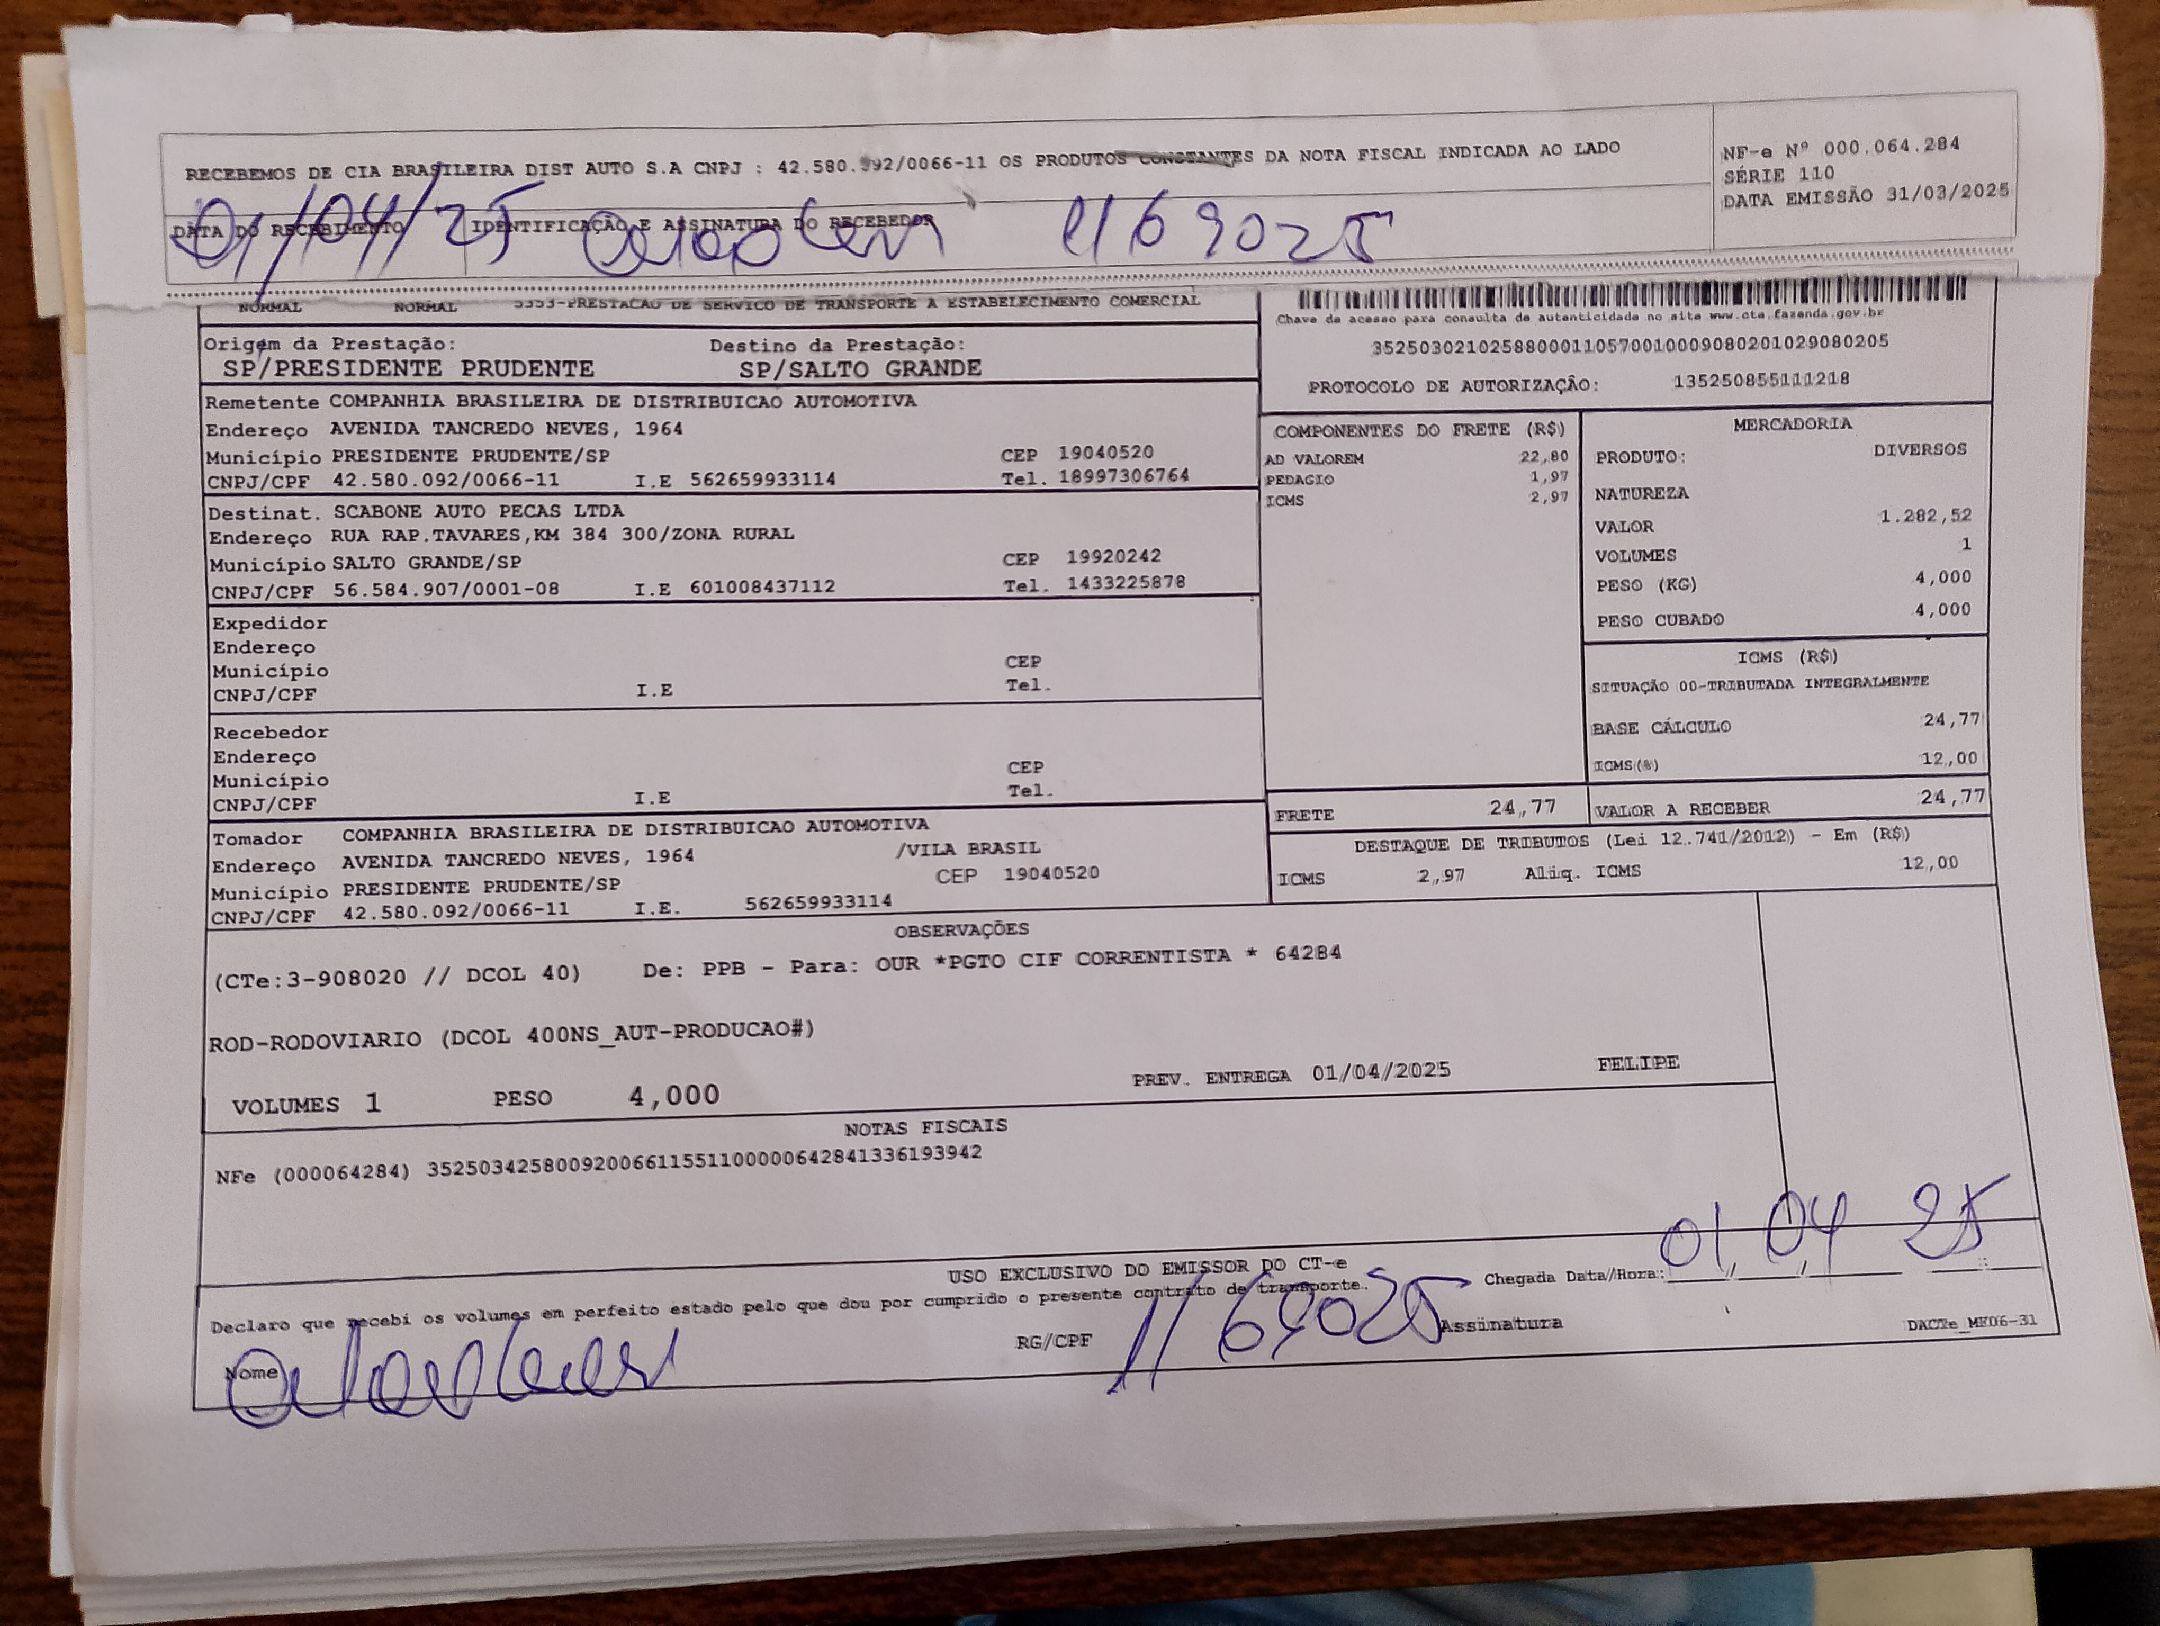 RECEBEMOS DE CIA BRASILEIRA DIST AUTO S.A CNPJ : 42.580.092/0066-11 OS PRODUTOS CONSTANTES DA NOTA FISCAL INDICADA AO LADO
NF-e Nº 000.064.284
SÉRIE 110
DATA EMISSÃO 31/03/2025
DATA DO RECEBIMENTO IDENTIFICAÇÃO E ASSINATURA DO RECEBEDOR
01/04/25 1169025
NORMAL NORMAL 5353-PRESTACAO DE SERVICO DE TRANSPORTE A ESTABELECIMENTO COMERCIAL
Chave de acesso para consulta de autenticidade no site www.cte.fazenda.gov.br
35250302102588000110570010009080201029080205
PROTOCOLO DE AUTORIZAÇÃO: 135250855111218
Origem da Prestação: Destino da Prestação:
SP/PRESIDENTE PRUDENTE SP/SALTO GRANDE
Remetente COMPANHIA BRASILEIRA DE DISTRIBUICAO AUTOMOTIVA
Endereço AVENIDA TANCREDO NEVES, 1964
Município PRESIDENTE PRUDENTE/SP CEP 19040520
CNPJ/CPF 42.580.092/0066-11 I.E 562659933114 Tel. 18997306764
Destinat. SCABONE AUTO PECAS LTDA
Endereço RUA RAP.TAVARES,KM 384 300/ZONA RURAL
Município SALTO GRANDE/SP CEP 19920242
CNPJ/CPF 56.584.907/0001-08 I.E 601008437112 Tel. 1433225878
Expedidor
Endereço
Município CEP
CNPJ/CPF I.E Tel.
Recebedor
Endereço
Município CEP
CNPJ/CPF I.E Tel.
Tomador COMPANHIA BRASILEIRA DE DISTRIBUICAO AUTOMOTIVA
Endereço AVENIDA TANCREDO NEVES, 1964 /VILA BRASIL
Município PRESIDENTE PRUDENTE/SP CEP 19040520
CNPJ/CPF 42.580.092/0066-11 I.E. 562659933114
COMPONENTES DO FRETE (R$)
AD VALOREM 22,80
PEDAGIO 1,97
ICMS 2,97
MERCADORIA
PRODUTO: DIVERSOS
NATUREZA
VALOR 1.282,52
VOLUMES 1
PESO (KG) 4,000
PESO CUBADO 4,000
ICMS (R$)
SITUAÇÃO 00-TRIBUTADA INTEGRALMENTE
BASE CÁLCULO 24,77
ICMS(%) 12,00
FRETE 24,77 VALOR A RECEBER 24,77
DESTAQUE DE TRIBUTOS (Lei 12.741/2012) - Em (R$)
ICMS 2,97 Aliq. ICMS 12,00
OBSERVAÇÕES
(CTe:3-908020 // DCOL 40) De: PPB - Para: OUR *PGTO CIF CORRENTISTA * 64284
ROD-RODOVIARIO (DCOL 400NS_AUT-PRODUCAO#)
VOLUMES 1 PESO 4,000 PREV. ENTREGA 01/04/2025 FELIPE
NOTAS FISCAIS
NFe (000064284) 35250342580092006611551100000642841336193942
USO EXCLUSIVO DO EMISSOR DO CT-e
Declaro que recebi os volumes em perfeito estado pelo que dou por cumprido o presente contrato de transporte.
Chegada Data/Hora: 01 04 25
Nome RG/CPF 1169025 Assinatura
DACTe_MK06-31